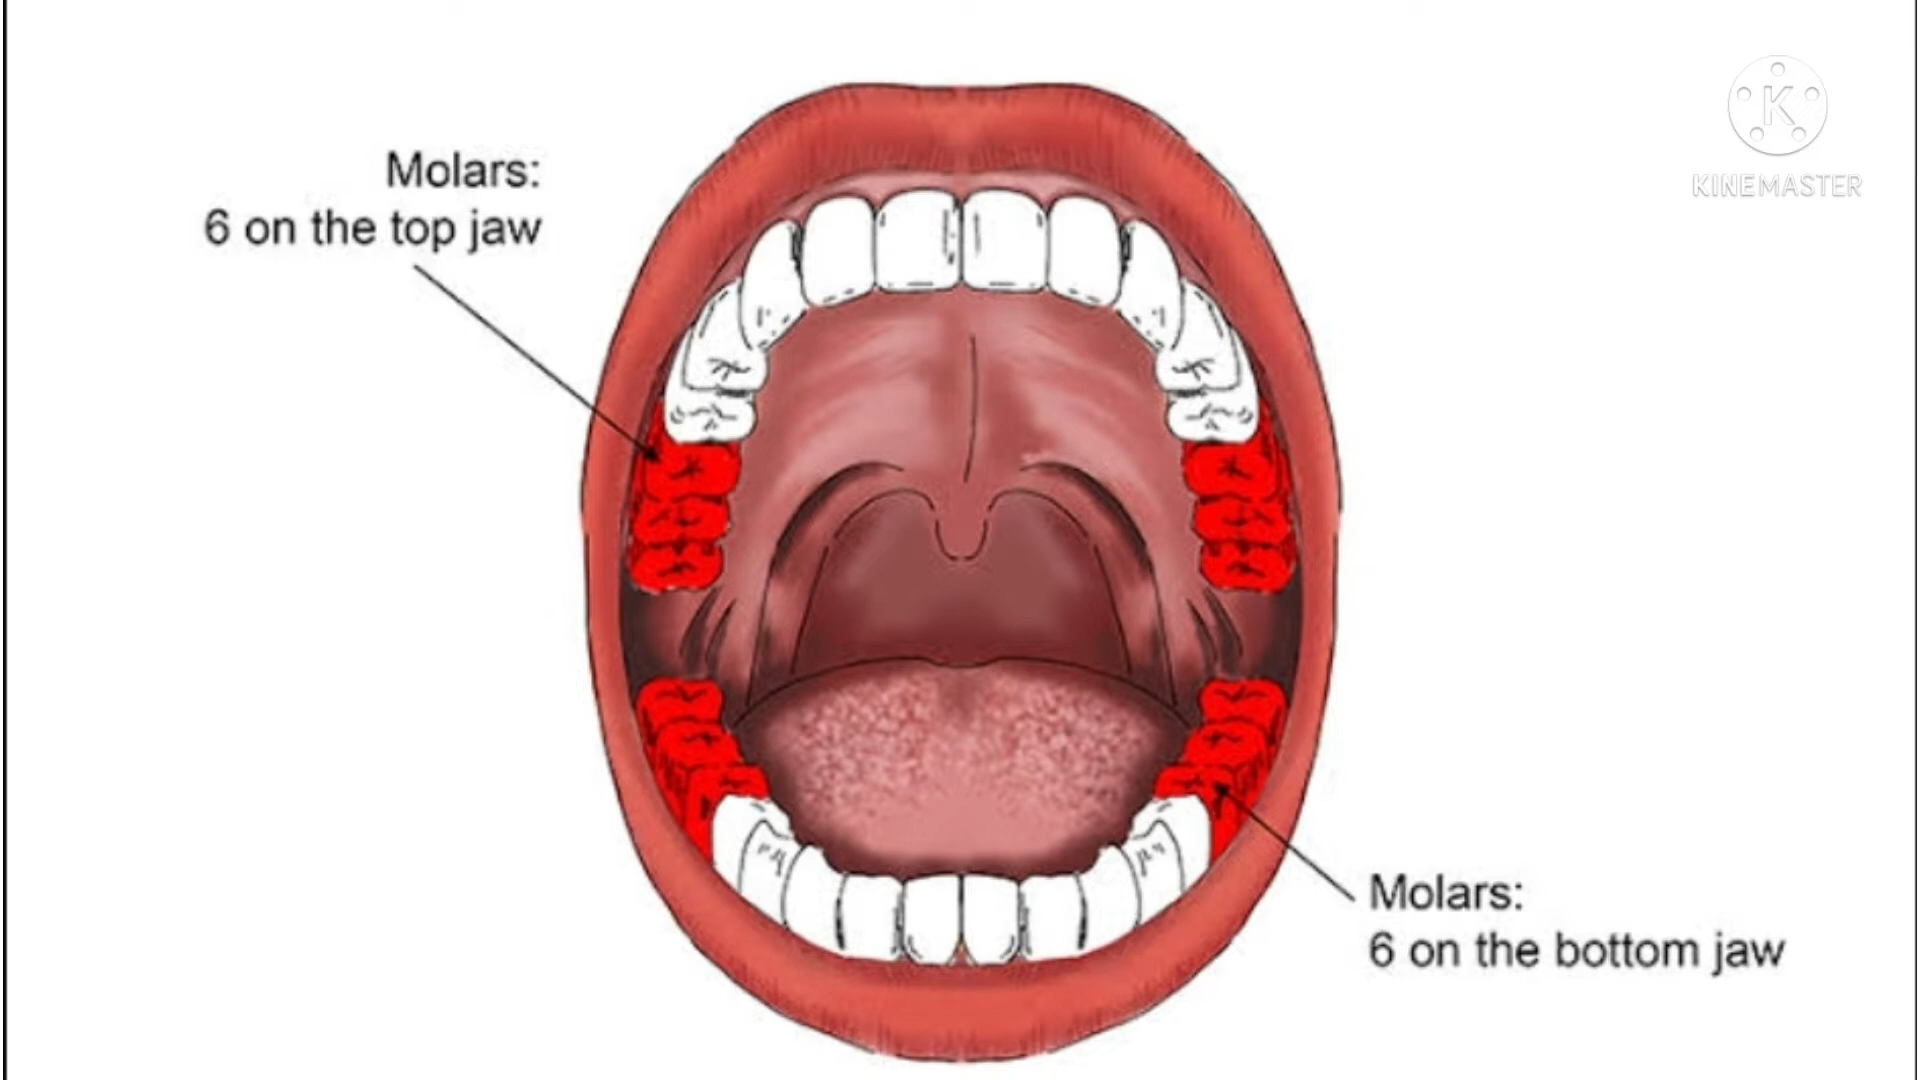 Molars:
6 on the top jaw
K
KINEMASTER
Molars:
6 on the bottom jaw